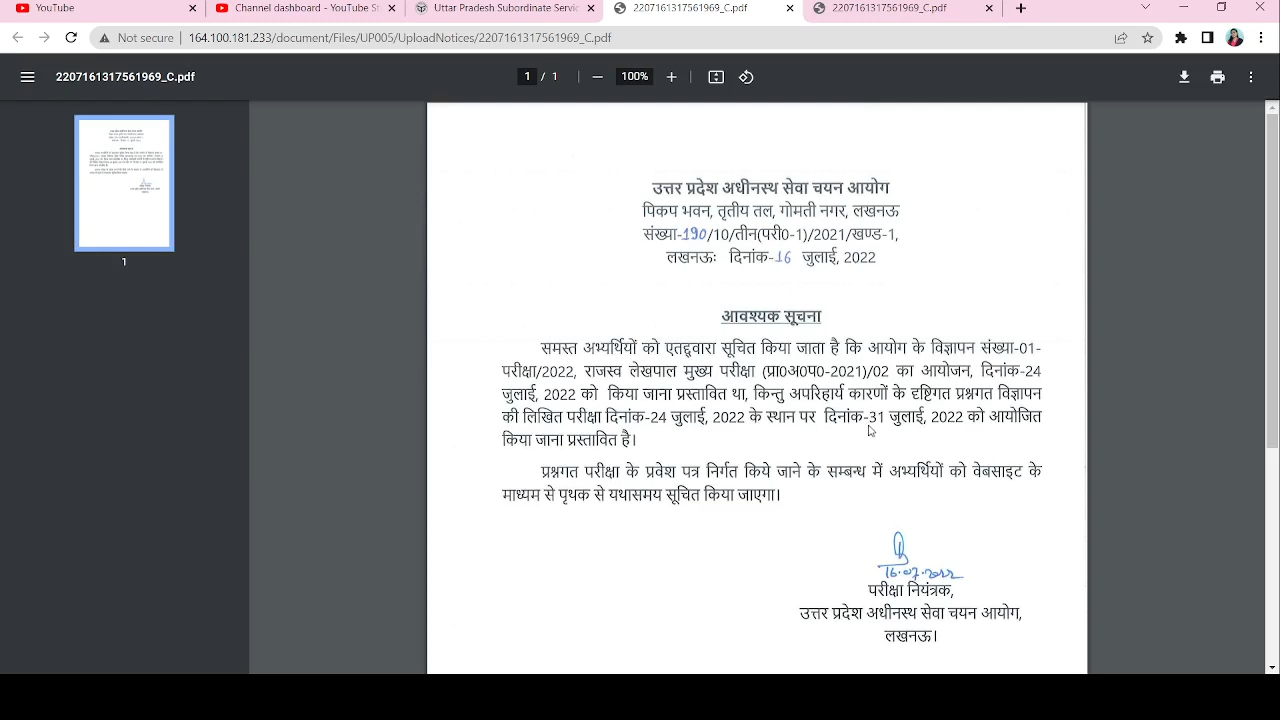 YouTube
Channel dashboard - YouTube St
Uttar Pradesh Subordinate Servic
2207161317561969_C.pdf
2207161317561969_C.pdf
Not secure | 164.100.181.233/document/Files/UP005/UploadNotices/2207161317561969_C.pdf
2207161317561969_C.pdf
1 / 1
100%
1
उत्तर प्रदेश अधीनस्थ सेवा चयन आयोग
पिकप भवन, तृतीय तल, गोमती नगर, लखनऊ
संख्या-190/10/तीन(परी0-1)/2021/खण्ड-1,
लखनऊः दिनांक-16 जुलाई, 2022
आवश्यक सूचना
समस्त अभ्यर्थियों को एतद्द्वारा सूचित किया जाता है कि आयोग के विज्ञापन संख्या-01-
परीक्षा/2022, राजस्व लेखपाल मुख्य परीक्षा (प्रा0अ0प0-2021)/02 का आयोजन, दिनांक-24
जुलाई, 2022 को किया जाना प्रस्तावित था, किन्तु अपरिहार्य कारणों के दृष्टिगत प्रश्नगत विज्ञापन
की लिखित परीक्षा दिनांक-24 जुलाई, 2022 के स्थान पर दिनांक-31 जुलाई, 2022 को आयोजित
किया जाना प्रस्तावित है।
प्रश्नगत परीक्षा के प्रवेश पत्र निर्गत किये जाने के सम्बन्ध में अभ्यर्थियों को वेबसाइट के
माध्यम से पृथक से यथासमय सूचित किया जाएगा।
16.07.2022
परीक्षा नियंत्रक,
उत्तर प्रदेश अधीनस्थ सेवा चयन आयोग,
लखनऊ।